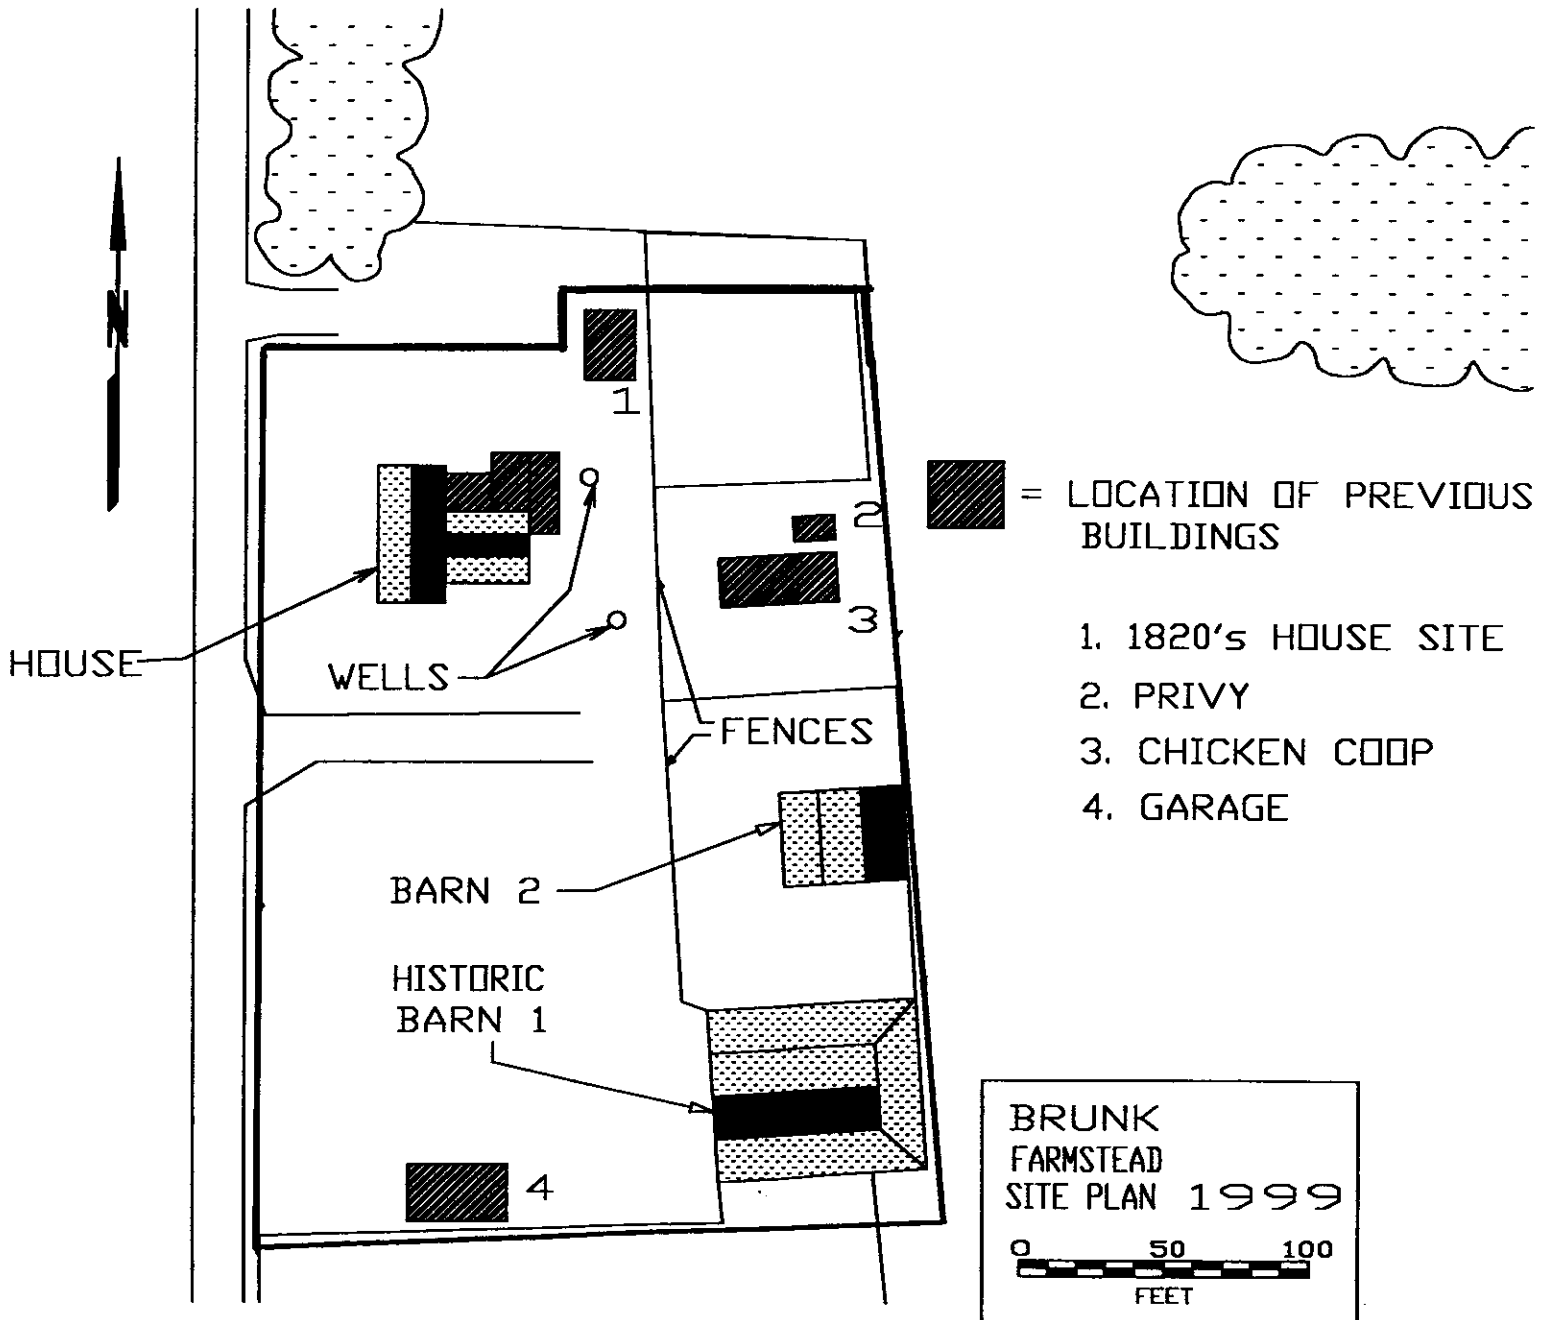 N
1
2
= LOCATION OF PREVIOUS
BUILDINGS
3
1. 1820's HOUSE SITE
HOUSE
WELLS
2. PRIVY
FENCES
3. CHICKEN COOP
4. GARAGE
BARN 2
HISTORIC
BARN 1
4
BRUNK
FARMSTEAD
SITE PLAN 1999
0 50 100
FEET